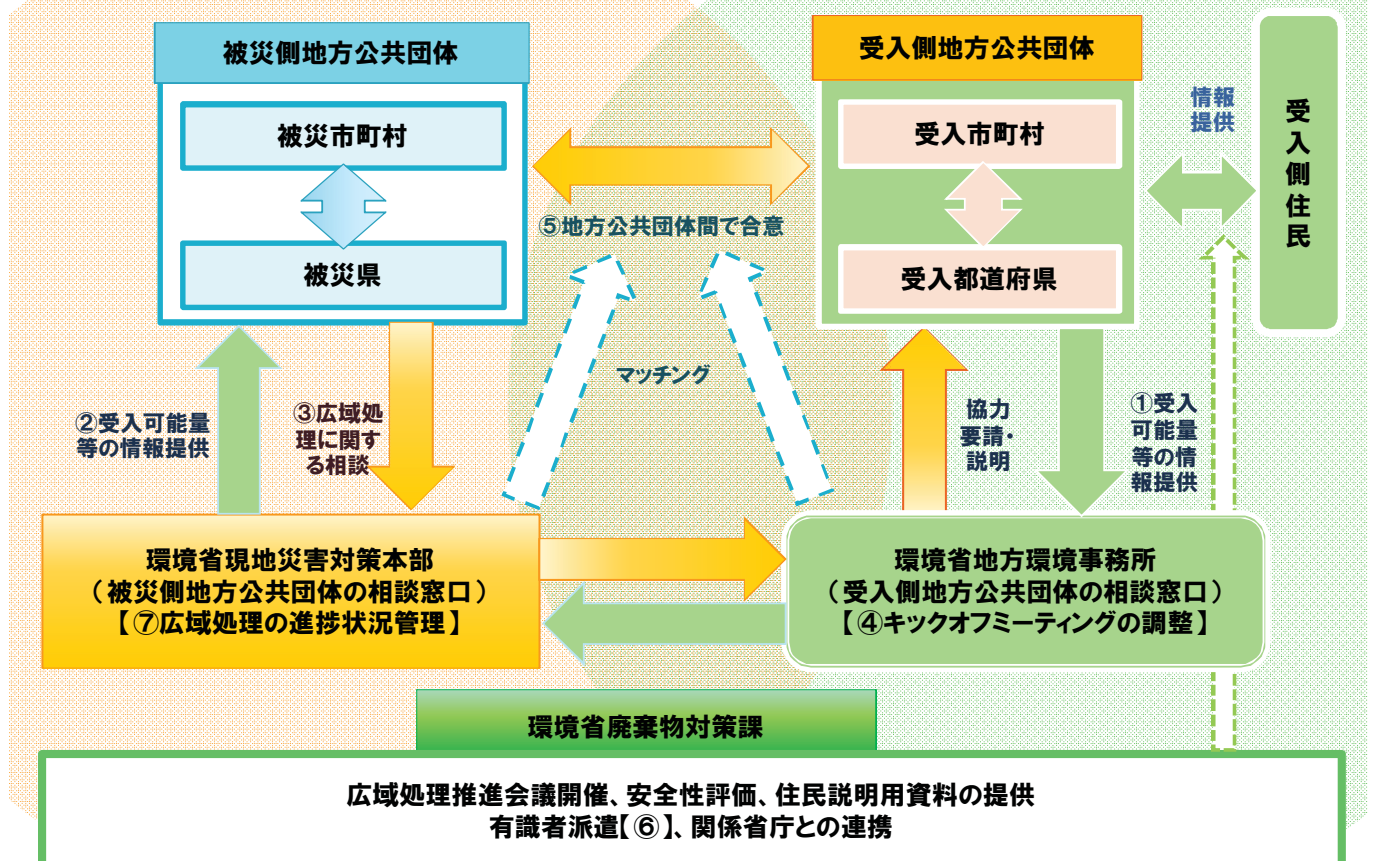 被災側地方公共団体
被災市町村
被災県
受入側地方公共団体
受入市町村
受入都道府県
情報
提供
受入側住民
⑤地方公共団体間で合意
マッチング
②受入可能量
等の情報提供
③広域処
理に関す
る相談
協力
要請・
説明
①受入
可能量
等の情
報提供
環境省現地災害対策本部
（被災側地方公共団体の相談窓口）
【⑦広域処理の進捗状況管理】
環境省地方環境事務所
（受入側地方公共団体の相談窓口）
【④キックオフミーティングの調整】
環境省廃棄物対策課
広域処理推進会議開催、安全性評価、住民説明用資料の提供
有識者派遣【⑥】、関係省庁との連携